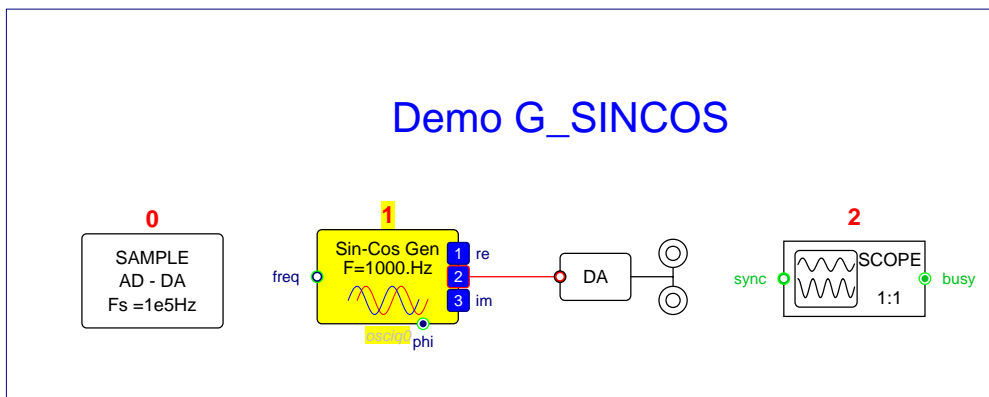 Demo G_SINCOS
0
SAMPLE
AD - DA
Fs =1e5Hz
1
freq
Sin-Cos Gen
F=1000.Hz
1
re
2
3
im
osciq0
phi
DA
2
sync
SCOPE
1:1
busy